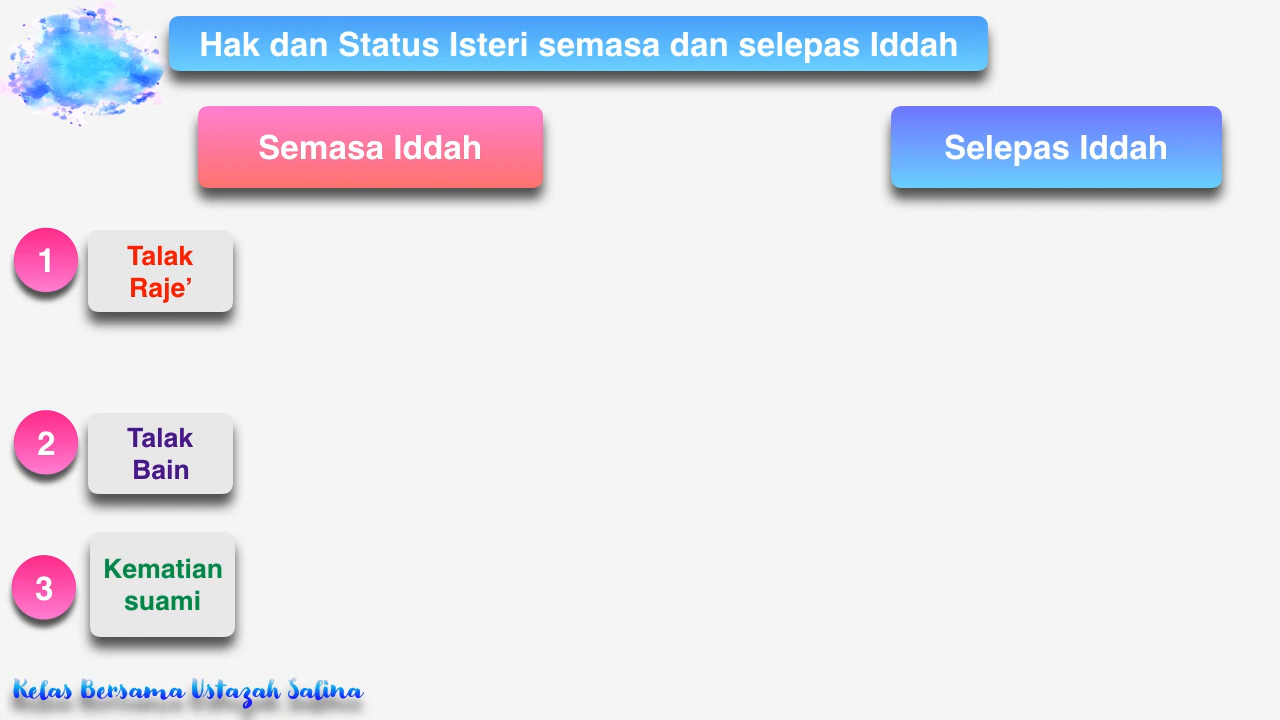 Hak dan Status Isteri semasa dan selepas Iddah
Semasa Iddah
Selepas Iddah
1
Talak
Raje’
2
Talak
Bain
3
Kematian
suami
Kelas Bersama Ustazah Salina